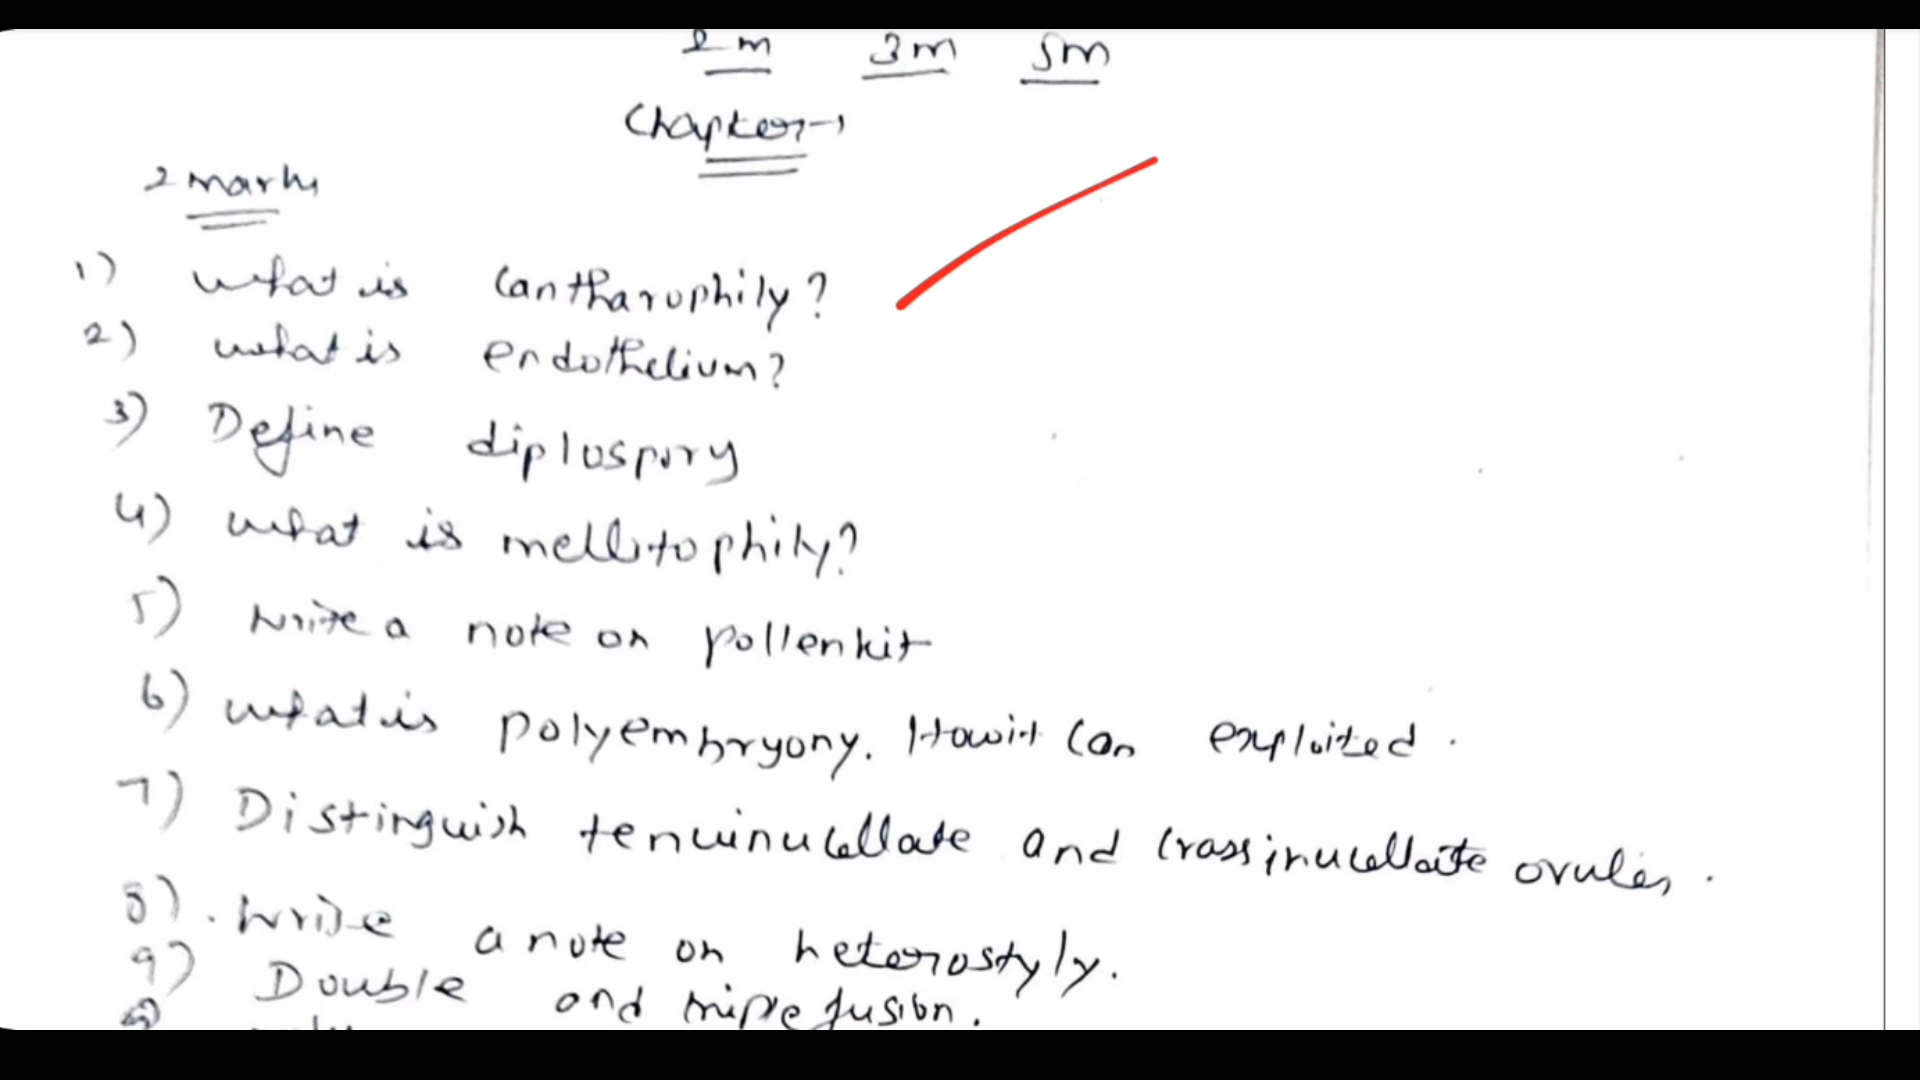 2m 3m 5m
Chapter-1
2 marks
1) what is Cantharophily?
2) what is endothelium?
3) Define diplospory
4) what is mellitophily?
5) write a note on pollenkit
6) what is polyembryony. How it can exploited.
7) Distinguish tenuinucellate and crassinucellate ovules.
8). write a note on heterostyly.
9) Double and triple fusion.